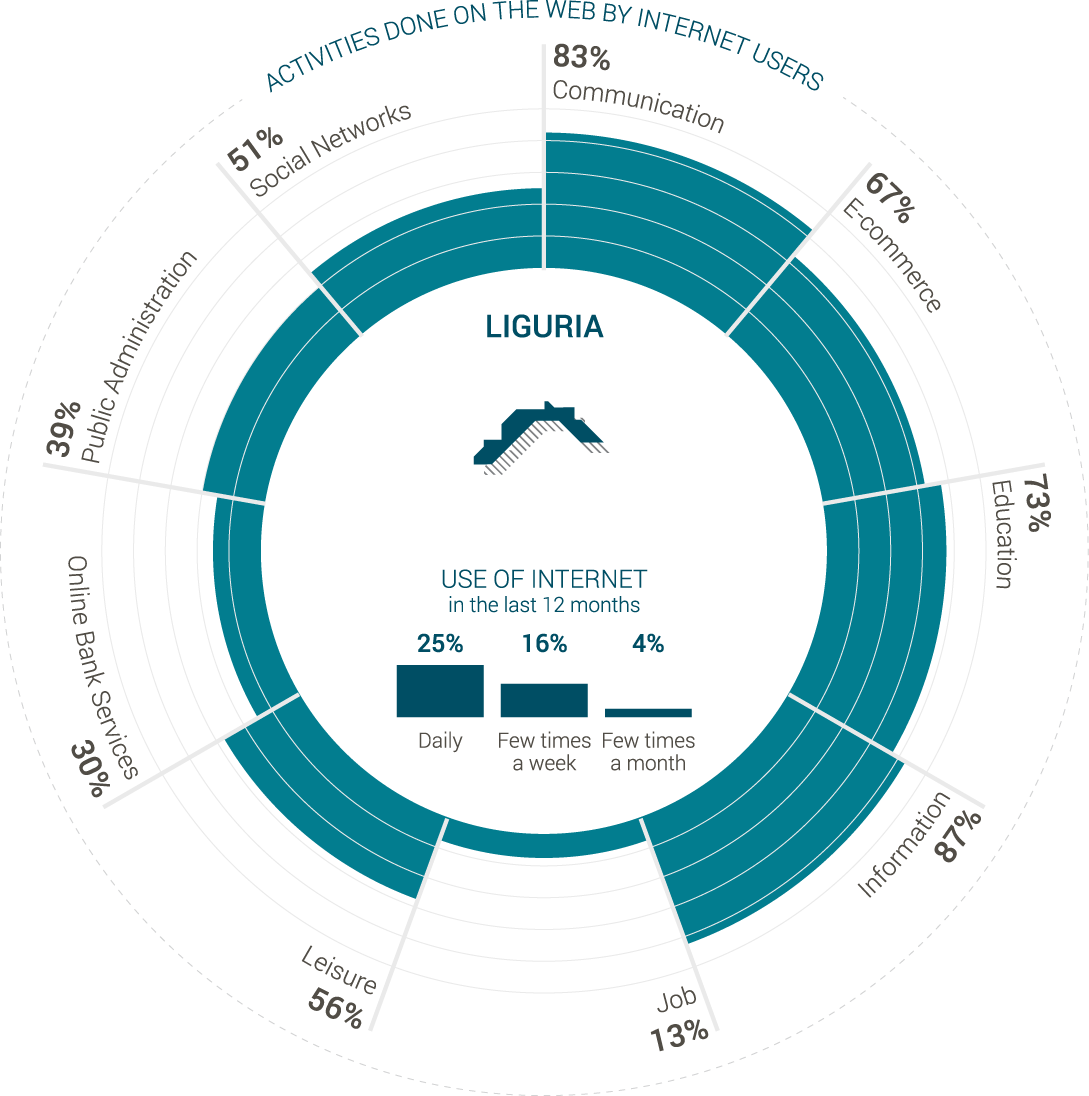 ACTIVITIES DONE ON THE WEB BY INTERNET USERS
83%
Communication
67%
E-commerce
73%
Education
87%
Information
13%
Job
56%
Leisure
30%
Online Bank Services
39%
Public Administration
51%
Social Networks
LIGURIA
USE OF INTERNET
in the last 12 months
25% 16% 4%
Daily Few times Few times
a week a month